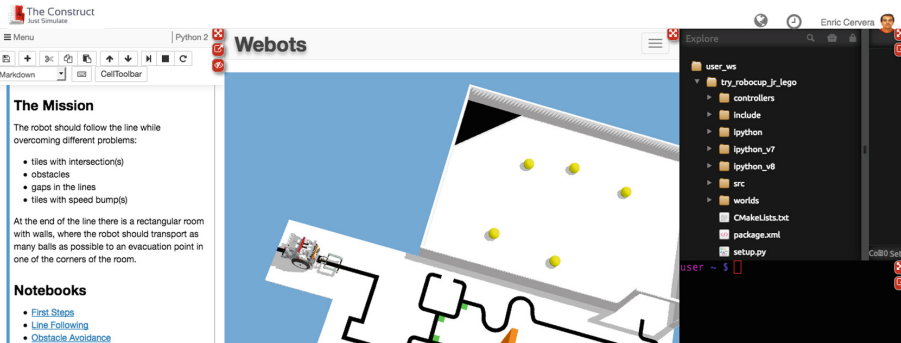 The Construct
Just Simulate
Enric Cervera
Menu
Python 2
Markdown
CellToolbar
The Mission
The robot should follow the line while
overcoming different problems:
tiles with intersection(s)
obstacles
gaps in the lines
tiles with speed bump(s)
At the end of the line there is a rectangular room
with walls, where the robot should transport as
many balls as possible to an evacuation point in
one of the corners of the room.
Notebooks
First Steps
Line Following
Obstacle Avoidance
Webots
Explore
user_ws
try_robocup_jr_lego
controllers
include
ipython
ipython_v7
ipython_v8
src
worlds
CMakeLists.txt
package.xml
setup.py
user ~ $